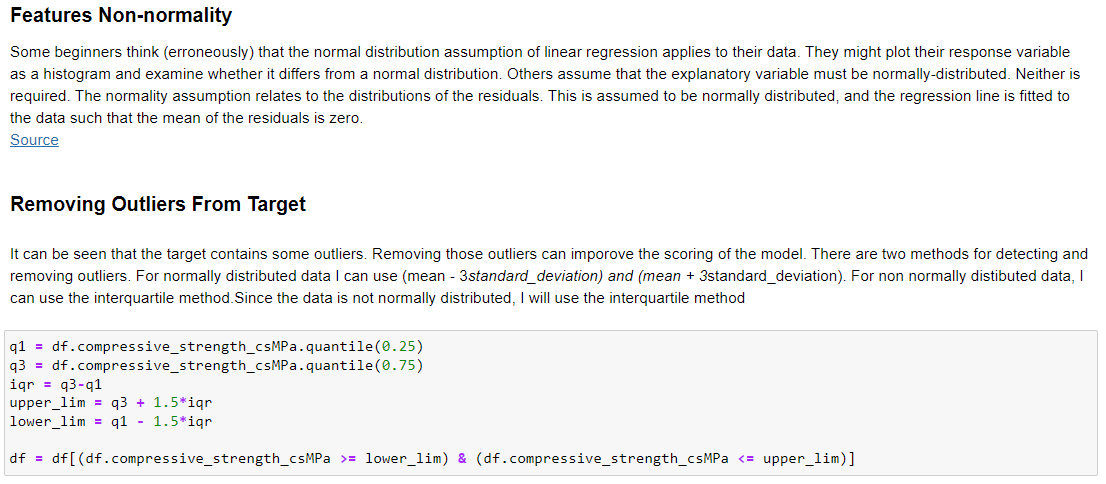 Features Non-normality
Some beginners think (erroneously) that the normal distribution assumption of linear regression applies to their data. They might plot their response variable
as a histogram and examine whether it differs from a normal distribution. Others assume that the explanatory variable must be normally-distributed. Neither is
required. The normality assumption relates to the distributions of the residuals. This is assumed to be normally distributed, and the regression line is fitted to
the data such that the mean of the residuals is zero.
Source
Removing Outliers From Target
It can be seen that the target contains some outliers. Removing those outliers can imporove the scoring of the model. There are two methods for detecting and
removing outliers. For normally distributed data I can use (mean - 3standard_deviation) and (mean + 3standard_deviation). For non normally distibuted data, I
can use the interquartile method.Since the data is not normally distributed, I will use the interquartile method
q1 = df.compressive_strength_csMPa.quantile(0.25)
q3 = df.compressive_strength_csMPa.quantile(0.75)
iqr = q3-q1
upper_lim = q3 + 1.5*iqr
lower_lim = q1 - 1.5*iqr
df = df[(df.compressive_strength_csMPa >= lower_lim) & (df.compressive_strength_csMPa <= upper_lim)]